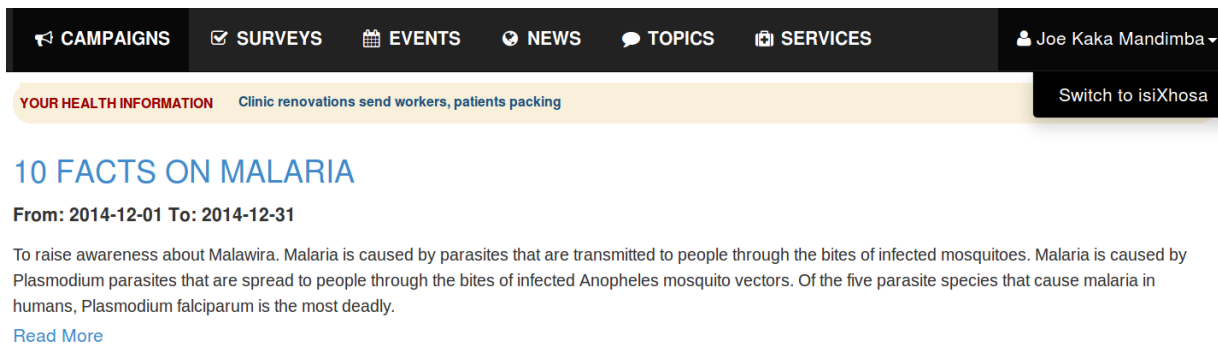 CAMPAIGNS SURVEYS EVENTS NEWS TOPICS SERVICES Joe Kaka Mandimba
Switch to isiXhosa
YOUR HEALTH INFORMATION Clinic renovations send workers, patients packing
10 FACTS ON MALARIA
From: 2014-12-01 To: 2014-12-31
To raise awareness about Malawira. Malaria is caused by parasites that are transmitted to people through the bites of infected mosquitoes. Malaria is caused by
Plasmodium parasites that are spread to people through the bites of infected Anopheles mosquito vectors. Of the five parasite species that cause malaria in
humans, Plasmodium falciparum is the most deadly.
Read More